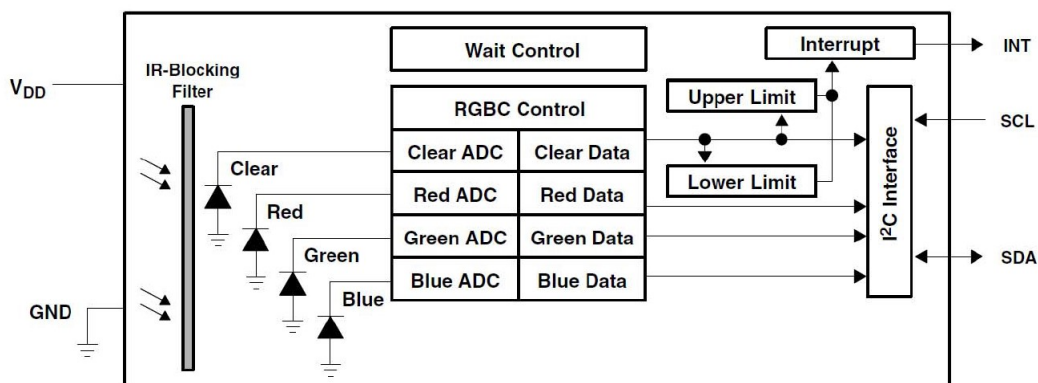 Wait Control
Interrupt
INT
IR-Blocking
Filter
V_DD
RGBC Control
Upper Limit
SCL
Clear
Clear ADC
Clear Data
Lower Limit
Red
Red ADC
Red Data
I²C Interface
Green
Green ADC
Green Data
SDA
Blue
Blue ADC
Blue Data
GND